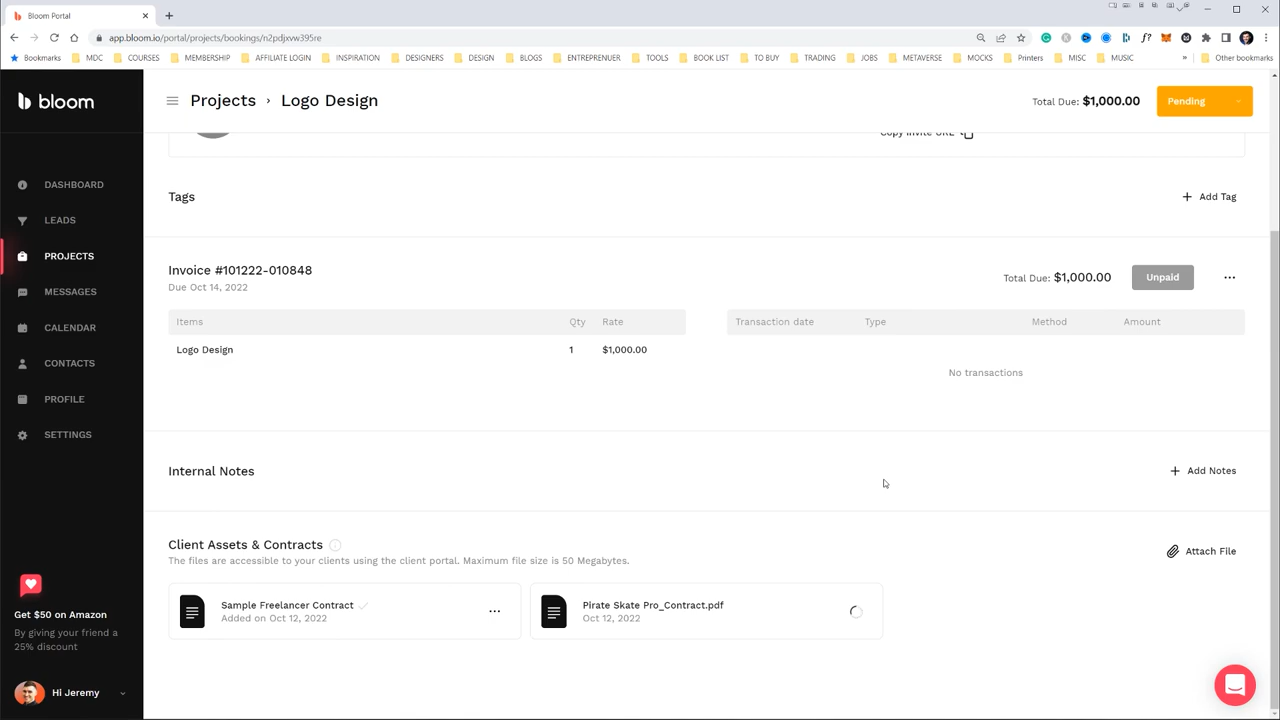 Bloom Portal
app.bloom.io/portal/projects/bookings/n2pdjxvw395re
Bookmarks MDC COURSES MEMBERSHIP AFFILIATE LOGIN INSPIRATION DESIGNERS DESIGN BLOGS ENTREPRENUER TOOLS BOOK LIST TO BUY TRADING JOBS METAVERSE MOCKS Printers MISC MUSIC » Other bookmarks
bloom
Projects › Logo Design
Total Due: $1,000.00
Pending
Copy Invite URL
DASHBOARD
LEADS
PROJECTS
MESSAGES
CALENDAR
CONTACTS
PROFILE
SETTINGS
Tags
+ Add Tag
Invoice #101222-010848
Due Oct 14, 2022
Total Due: $1,000.00
Unpaid
Items Qty Rate
Logo Design 1 $1,000.00
Transaction date Type Method Amount
No transactions
Internal Notes
+ Add Notes
Client Assets & Contracts
The files are accessible to your clients using the client portal. Maximum file size is 50 Megabytes.
Attach File
Sample Freelancer Contract
Added on Oct 12, 2022
Pirate Skate Pro_Contract.pdf
Oct 12, 2022
Get $50 on Amazon
By giving your friend a
25% discount
Hi Jeremy